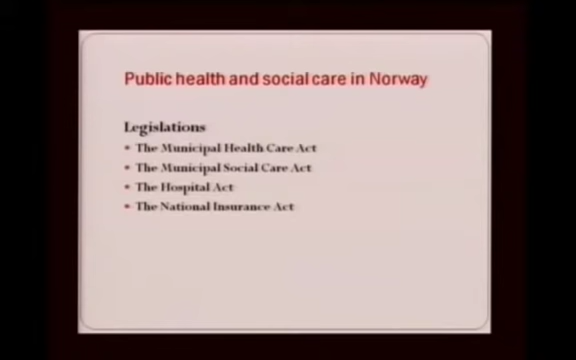 Public health and social care in Norway
Legislations
• The Municipal Health Care Act
• The Municipal Social Care Act
• The Hospital Act
• The National Insurance Act